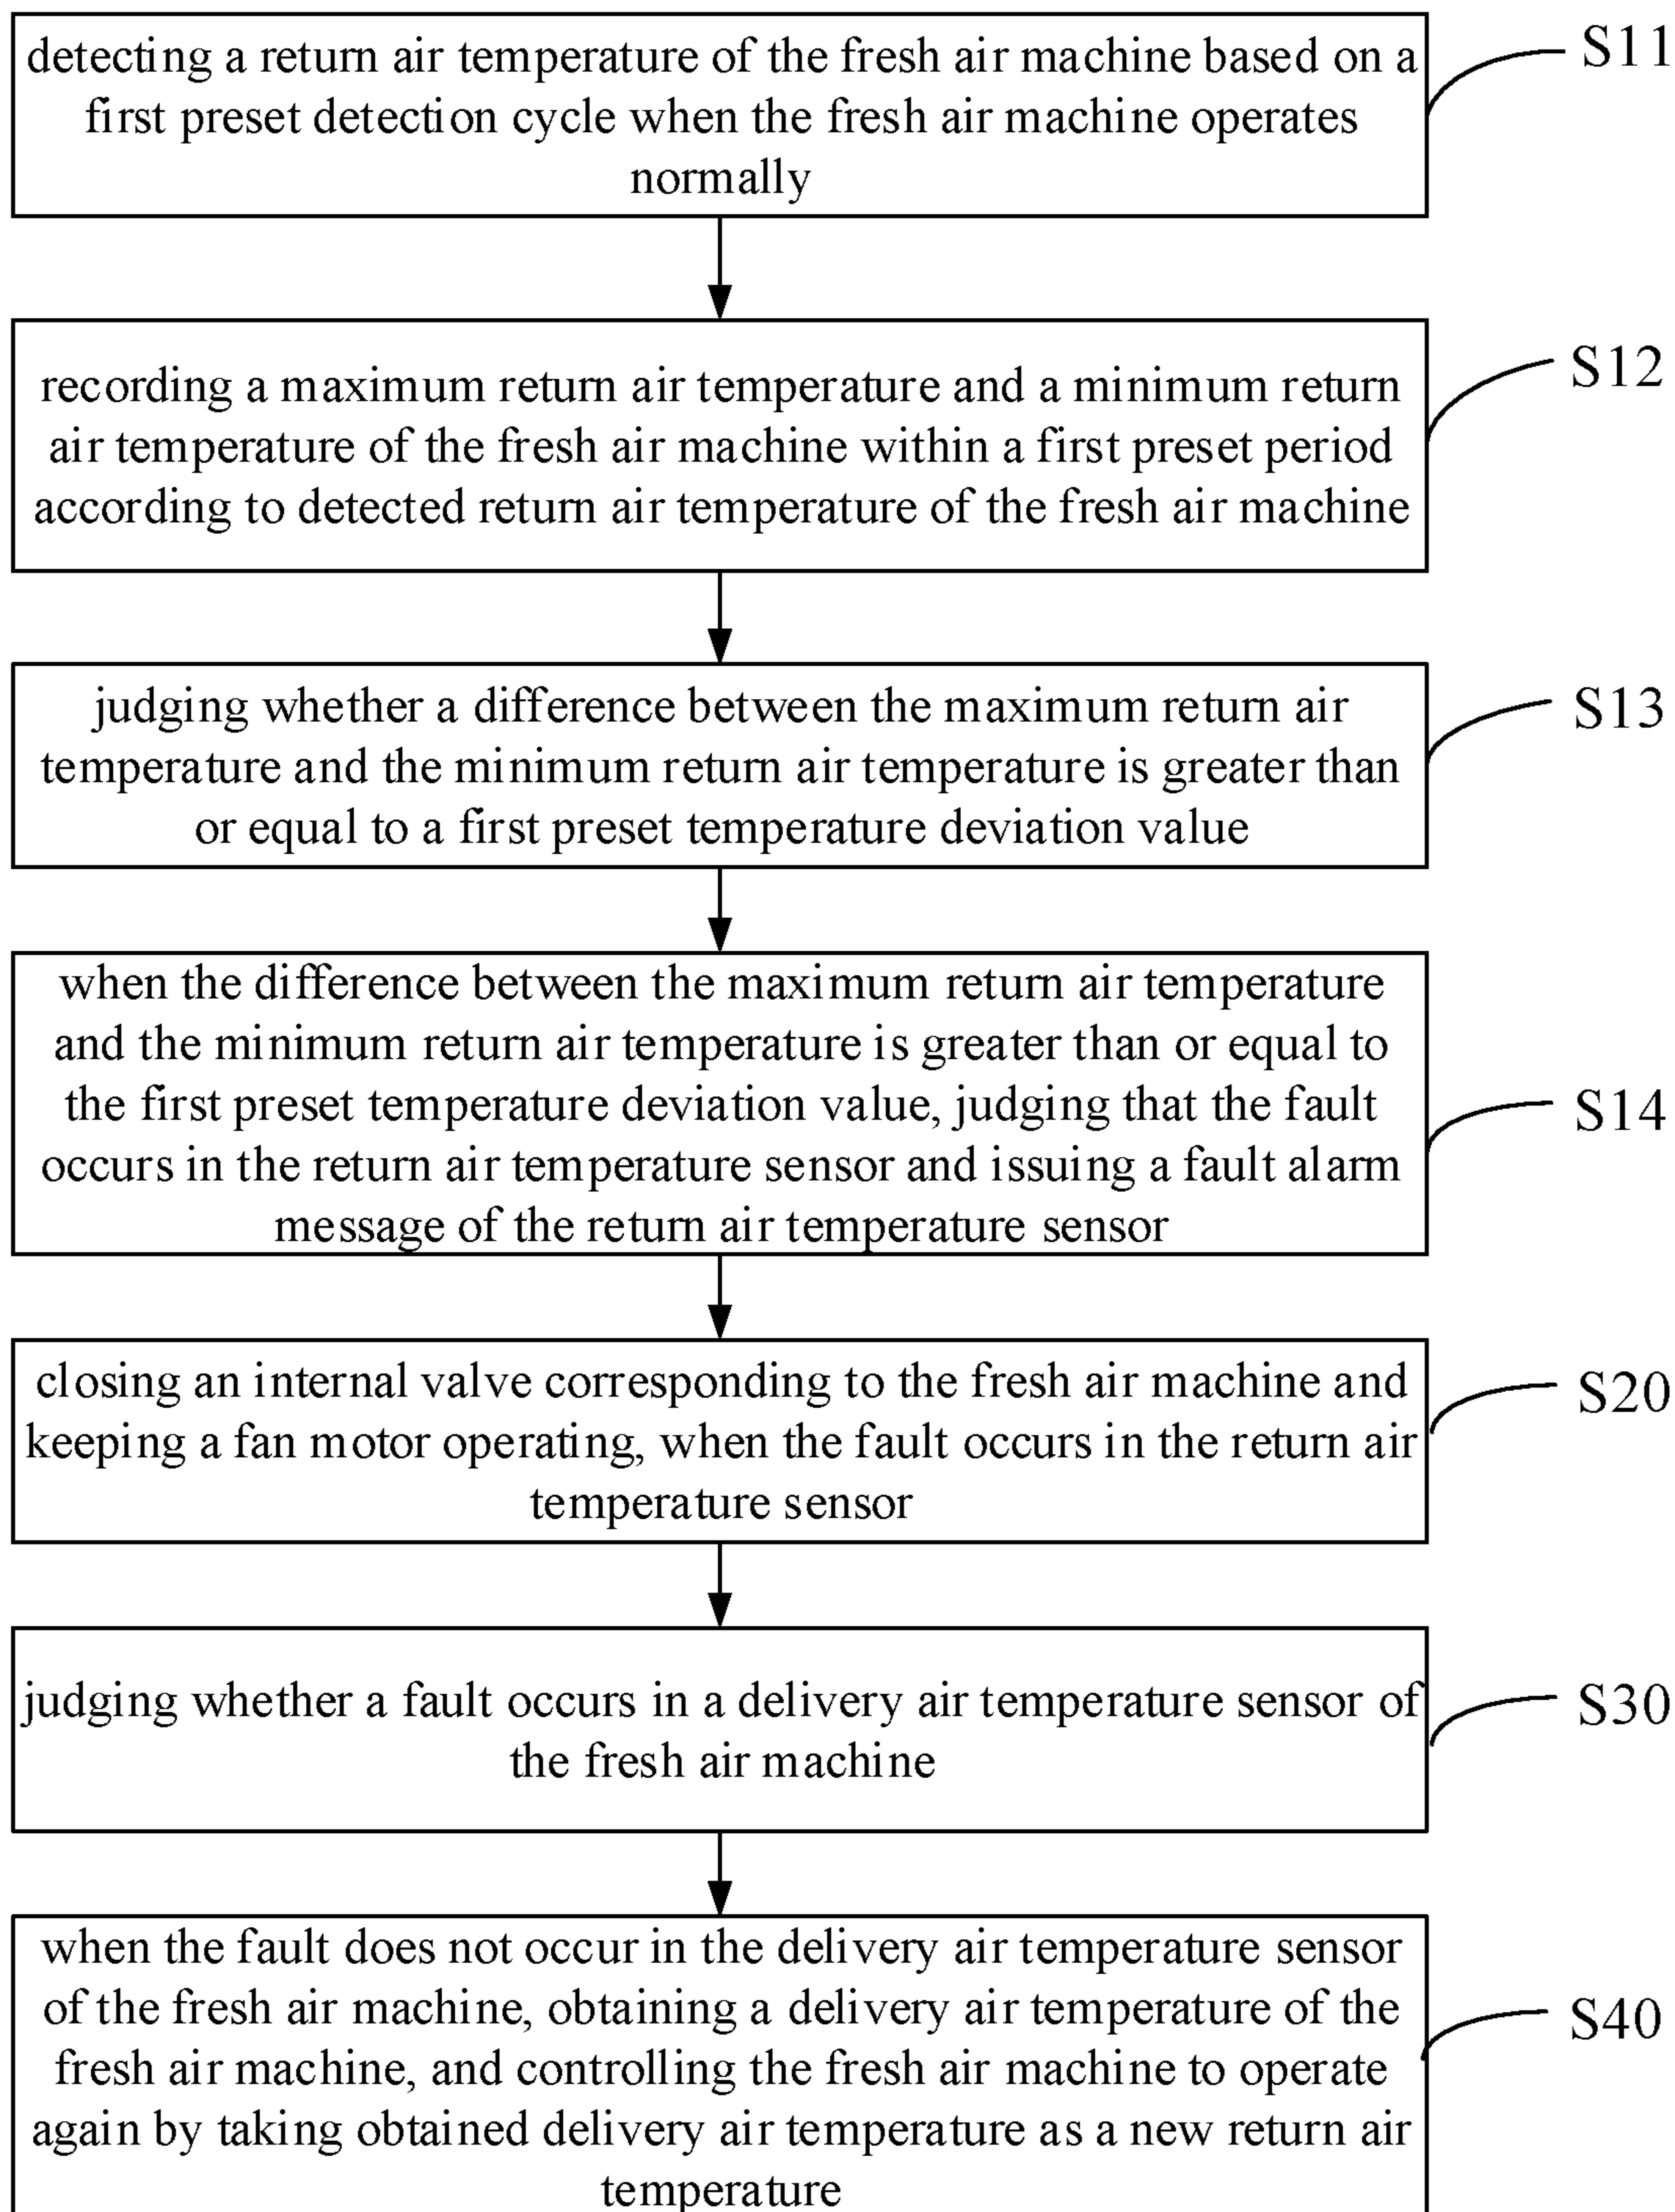 detecting a return air temperature of the fresh air machine based on a
first preset detection cycle when the fresh air machine operates
normally
S11
recording a maximum return air temperature and a minimum return
air temperature of the fresh air machine within a first preset period
according to detected return air temperature of the fresh air machine
S12
judging whether a difference between the maximum return air
temperature and the minimum return air temperature is greater than
or equal to a first preset temperature deviation value
S13
when the difference between the maximum return air temperature
and the minimum return air temperature is greater than or equal to
the first preset temperature deviation value, judging that the fault
occurs in the return air temperature sensor and issuing a fault alarm
message of the return air temperature sensor
S14
closing an internal valve corresponding to the fresh air machine and
keeping a fan motor operating, when the fault occurs in the return air
temperature sensor
S20
judging whether a fault occurs in a delivery air temperature sensor of
the fresh air machine
S30
when the fault does not occur in the delivery air temperature sensor
of the fresh air machine, obtaining a delivery air temperature of the
fresh air machine, and controlling the fresh air machine to operate
again by taking obtained delivery air temperature as a new return air
temperature
S40